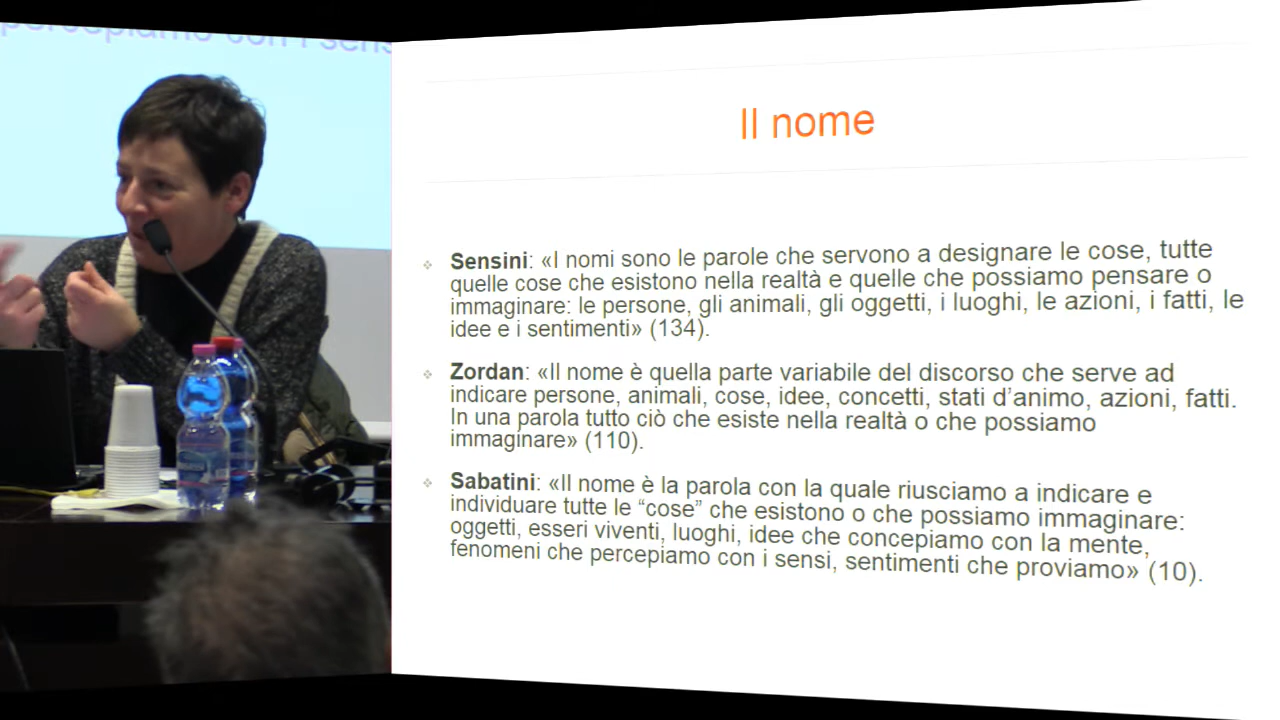 percepiamo con i sens
Il nome
Sensini: «I nomi sono le parole che servono a designare le cose, tutte
quelle cose che esistono nella realtà e quelle che possiamo pensare o
immaginare: le persone, gli animali, gli oggetti, i luoghi, le azioni, i fatti, le
idee e i sentimenti» (134).
Zordan: «Il nome è quella parte variabile del discorso che serve ad
indicare persone, animali, cose, idee, concetti, stati d’animo, azioni, fatti.
In una parola tutto ciò che esiste nella realtà o che possiamo
immaginare» (110).
Sabatini: «Il nome è la parola con la quale riusciamo a indicare e
individuare tutte le “cose” che esistono o che possiamo immaginare:
oggetti, esseri viventi, luoghi, idee che concepiamo con la mente,
fenomeni che percepiamo con i sensi, sentimenti che proviamo» (10).